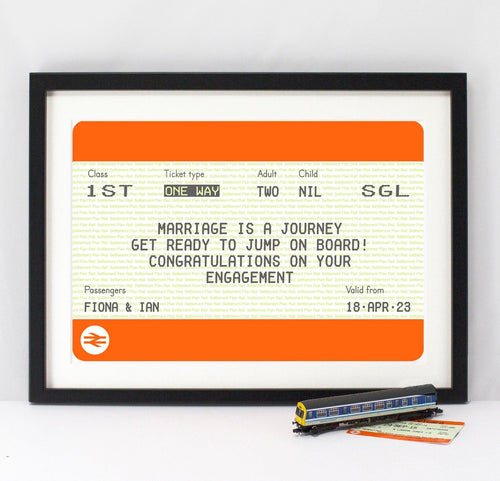 Class Ticket type Adult Child
1ST ONE WAY TWO NIL SGL
MARRIAGE IS A JOURNEY
GET READY TO JUMP ON BOARD!
CONGRATULATIONS ON YOUR
ENGAGEMENT
Passengers Valid from
FIONA & IAN 18·APR·23